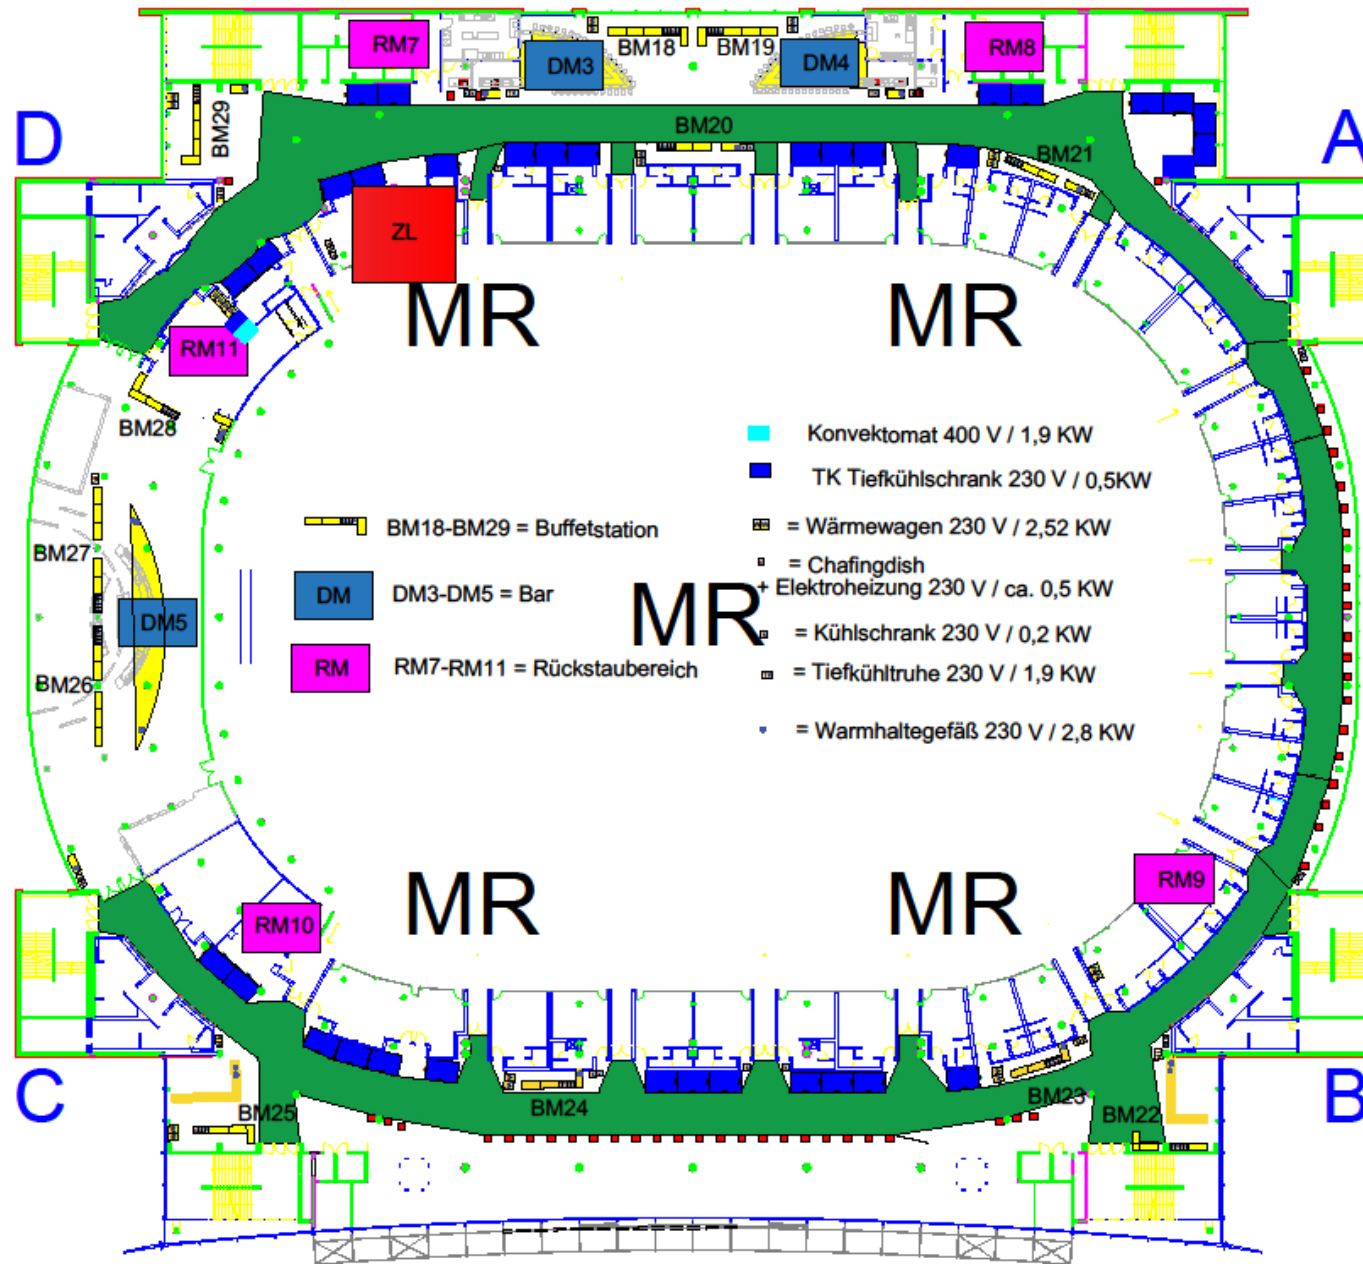 RM7
BM18
BM19
RM8
DM3
DM4
D
BM29
BM20
A
BM21
ZL
MR
MR
RM11
BM28
Konvektomat 400 V / 1,9 KW
TK Tiefkühlschrank 230 V / 0,5KW
BM18-BM29 = Buffetstation
= Wärmewagen 230 V / 2,52 KW
BM27
= Chafingdish
+ Elektroheizung 230 V / ca. 0,5 KW
DM
DM3-DM5 = Bar
MR
DM5
= Kühlschrank 230 V / 0,2 KW
RM
RM7-RM11 = Rückstaubereich
= Tiefkühltruhe 230 V / 1,9 KW
BM26
= Warmhaltegefäß 230 V / 2,8 KW
RM9
MR
MR
RM10
C
BM25
BM24
BM23
BM22
B